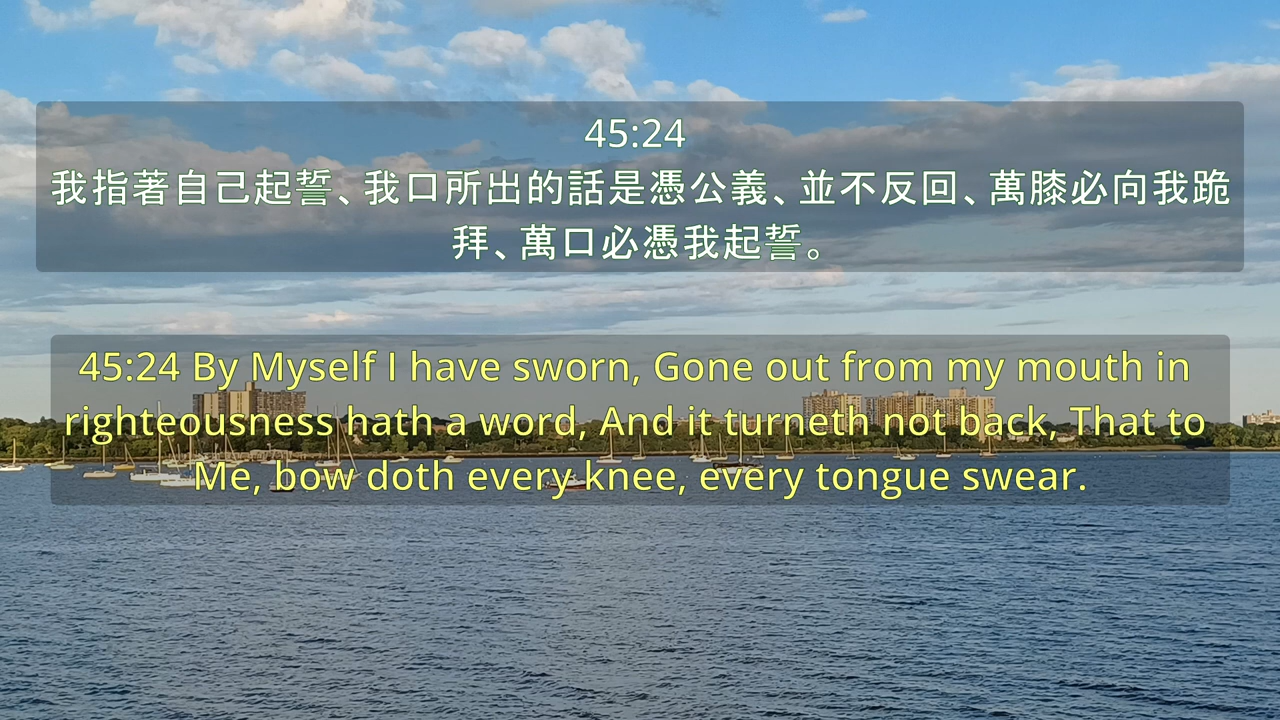 45:24
我指著自己起誓、我口所出的話是憑公義、並不反回、萬膝必向我跪
拜、萬口必憑我起誓。
45:24 By Myself I have sworn, Gone out from my mouth in
righteousness hath a word, And it turneth not back, That to
Me, bow doth every knee, every tongue swear.